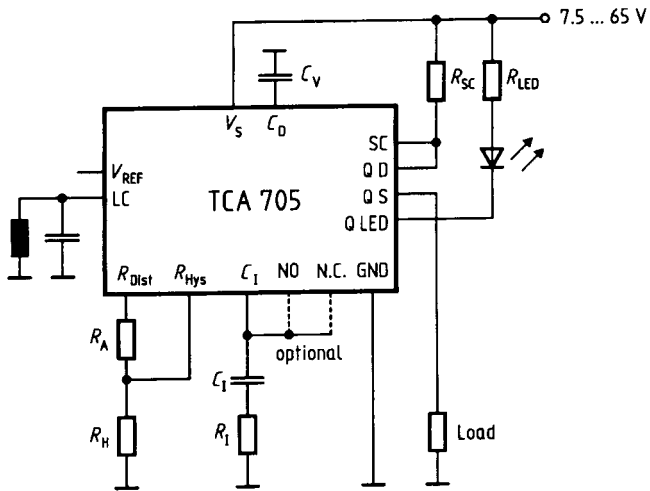 7.5 ... 65 V
C_V
R_SC
R_LED
V_S
C_D
SC
V_REF
Q D
LC
TCA 705
Q S
Q LED
R_Dist
R_Hys
C_I
NO
N.C.
GND
R_A
optional
C_I
R_H
R_I
Load